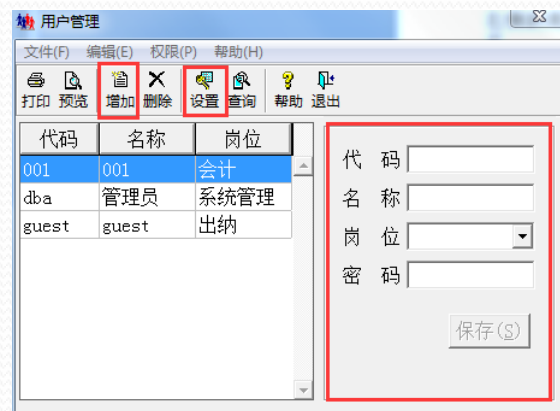 用户管理
文件(F) 编辑(E) 权限(P) 帮助(H)
打印 预览 增加 删除 设置 查询 帮助 退出
代码 名称 岗位
001 001 会计
dba 管理员 系统管理
guest guest 出纳
代 码
名 称
岗 位
密 码
保存(S)